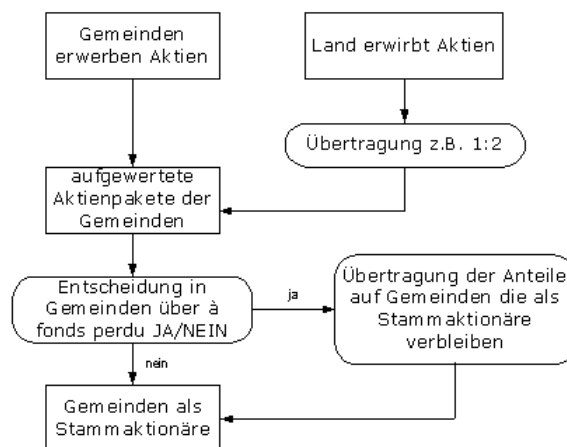 Gemeinden
erwerben Aktien
Land erwirbt Aktien
Übertragung z.B. 1:2
aufgewertete
Aktienpakete der
Gemeinden
Entscheidung in
Gemeinden über à
fonds perdu JA/NEIN
ja
Übertragung der Anteile
auf Gemeinden die als
Stammaktionäre
verbleiben
nein
Gemeinden als
Stammaktionäre